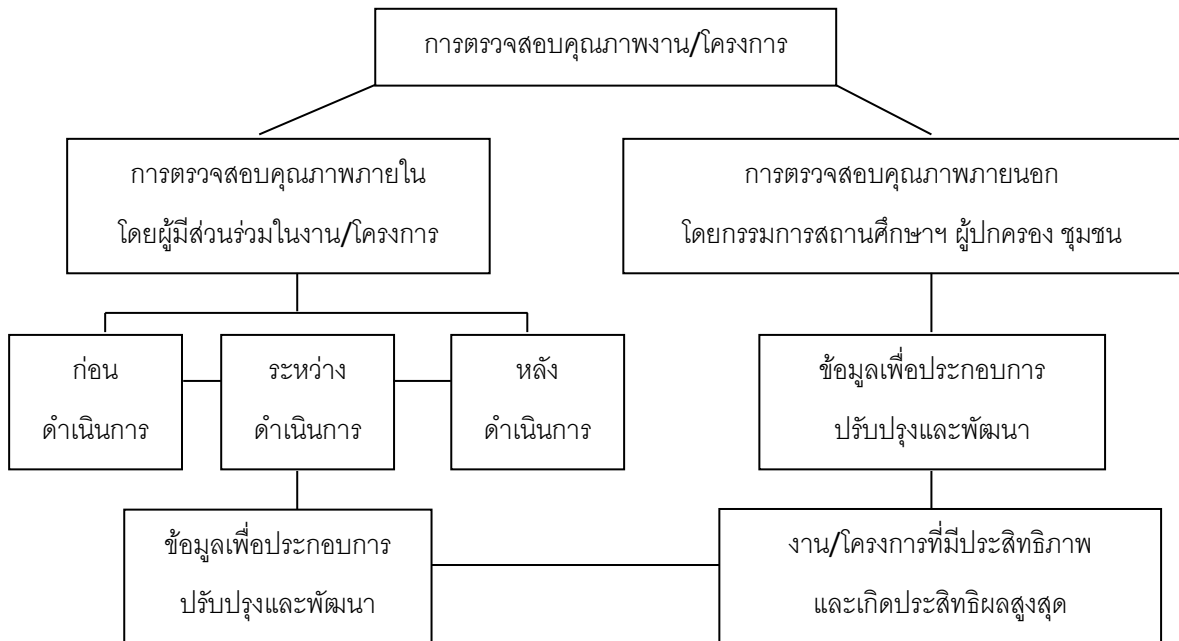 การตรวจสอบคุณภาพงาน/โครงการ
การตรวจสอบคุณภาพภายใน
โดยผู้มีส่วนร่วมในงาน/โครงการ
การตรวจสอบคุณภาพภายนอก
โดยกรรมการสถานศึกษาฯ ผู้ปกครอง ชุมชน
ก่อน
ดำเนินการ
ระหว่าง
ดำเนินการ
หลัง
ดำเนินการ
ข้อมูลเพื่อประกอบการ
ปรับปรุงและพัฒนา
ข้อมูลเพื่อประกอบการ
ปรับปรุงและพัฒนา
งาน/โครงการที่มีประสิทธิภาพ
และเกิดประสิทธิผลสูงสุด